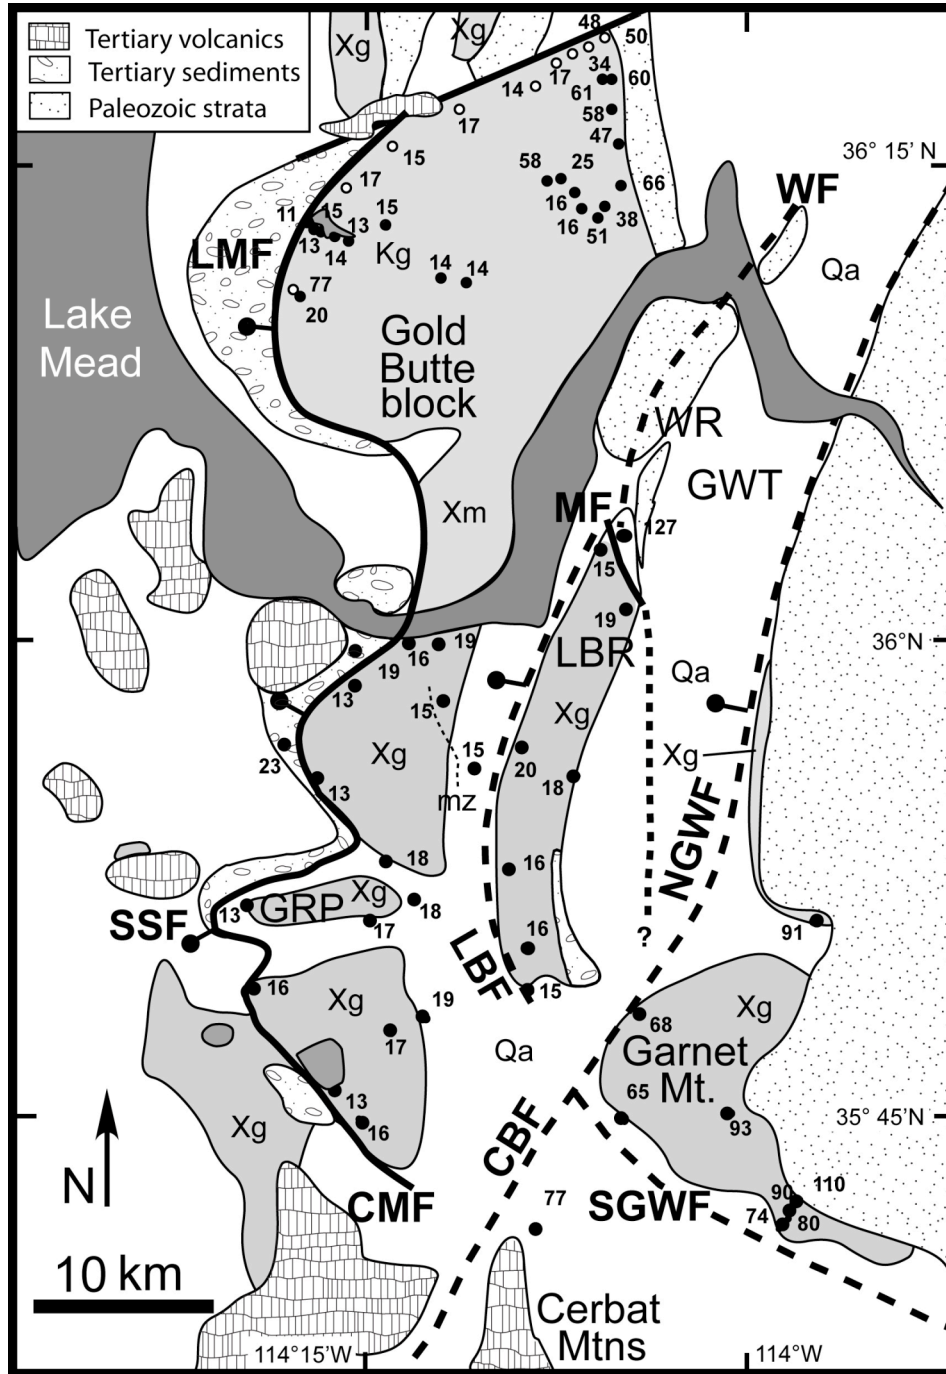 Tertiary volcanics
Tertiary sediments
Paleozoic strata
Xg
Xg
48
50
17
34
60
14
61
17
58
47
15
36° 15' N
58
25
17
66
WF
16
11
15
13
15
38
13
16
51
14
LMF
Kg
Qa
77
14
14
20
Lake
Mead
Gold
Butte
block
WR
GWT
Xm
MF
127
15
19
36°N
19
16
19
LBR
13
Qa
15
Xg
Xg
Xg
15
20
23
13
mz
18
NGWF
18
16
Xg
GRP
13
18
SSF
17
16
91
?
LBF
16
15
Xg
19
Xg
68
17
Qa
Garnet
Mt.
65
13
93
35° 45'N
Xg
16
CBF
N
110
90
CMF
77
SGWF
74
80
10 km
Cerbat
Mtns
114° 15'W
114° W